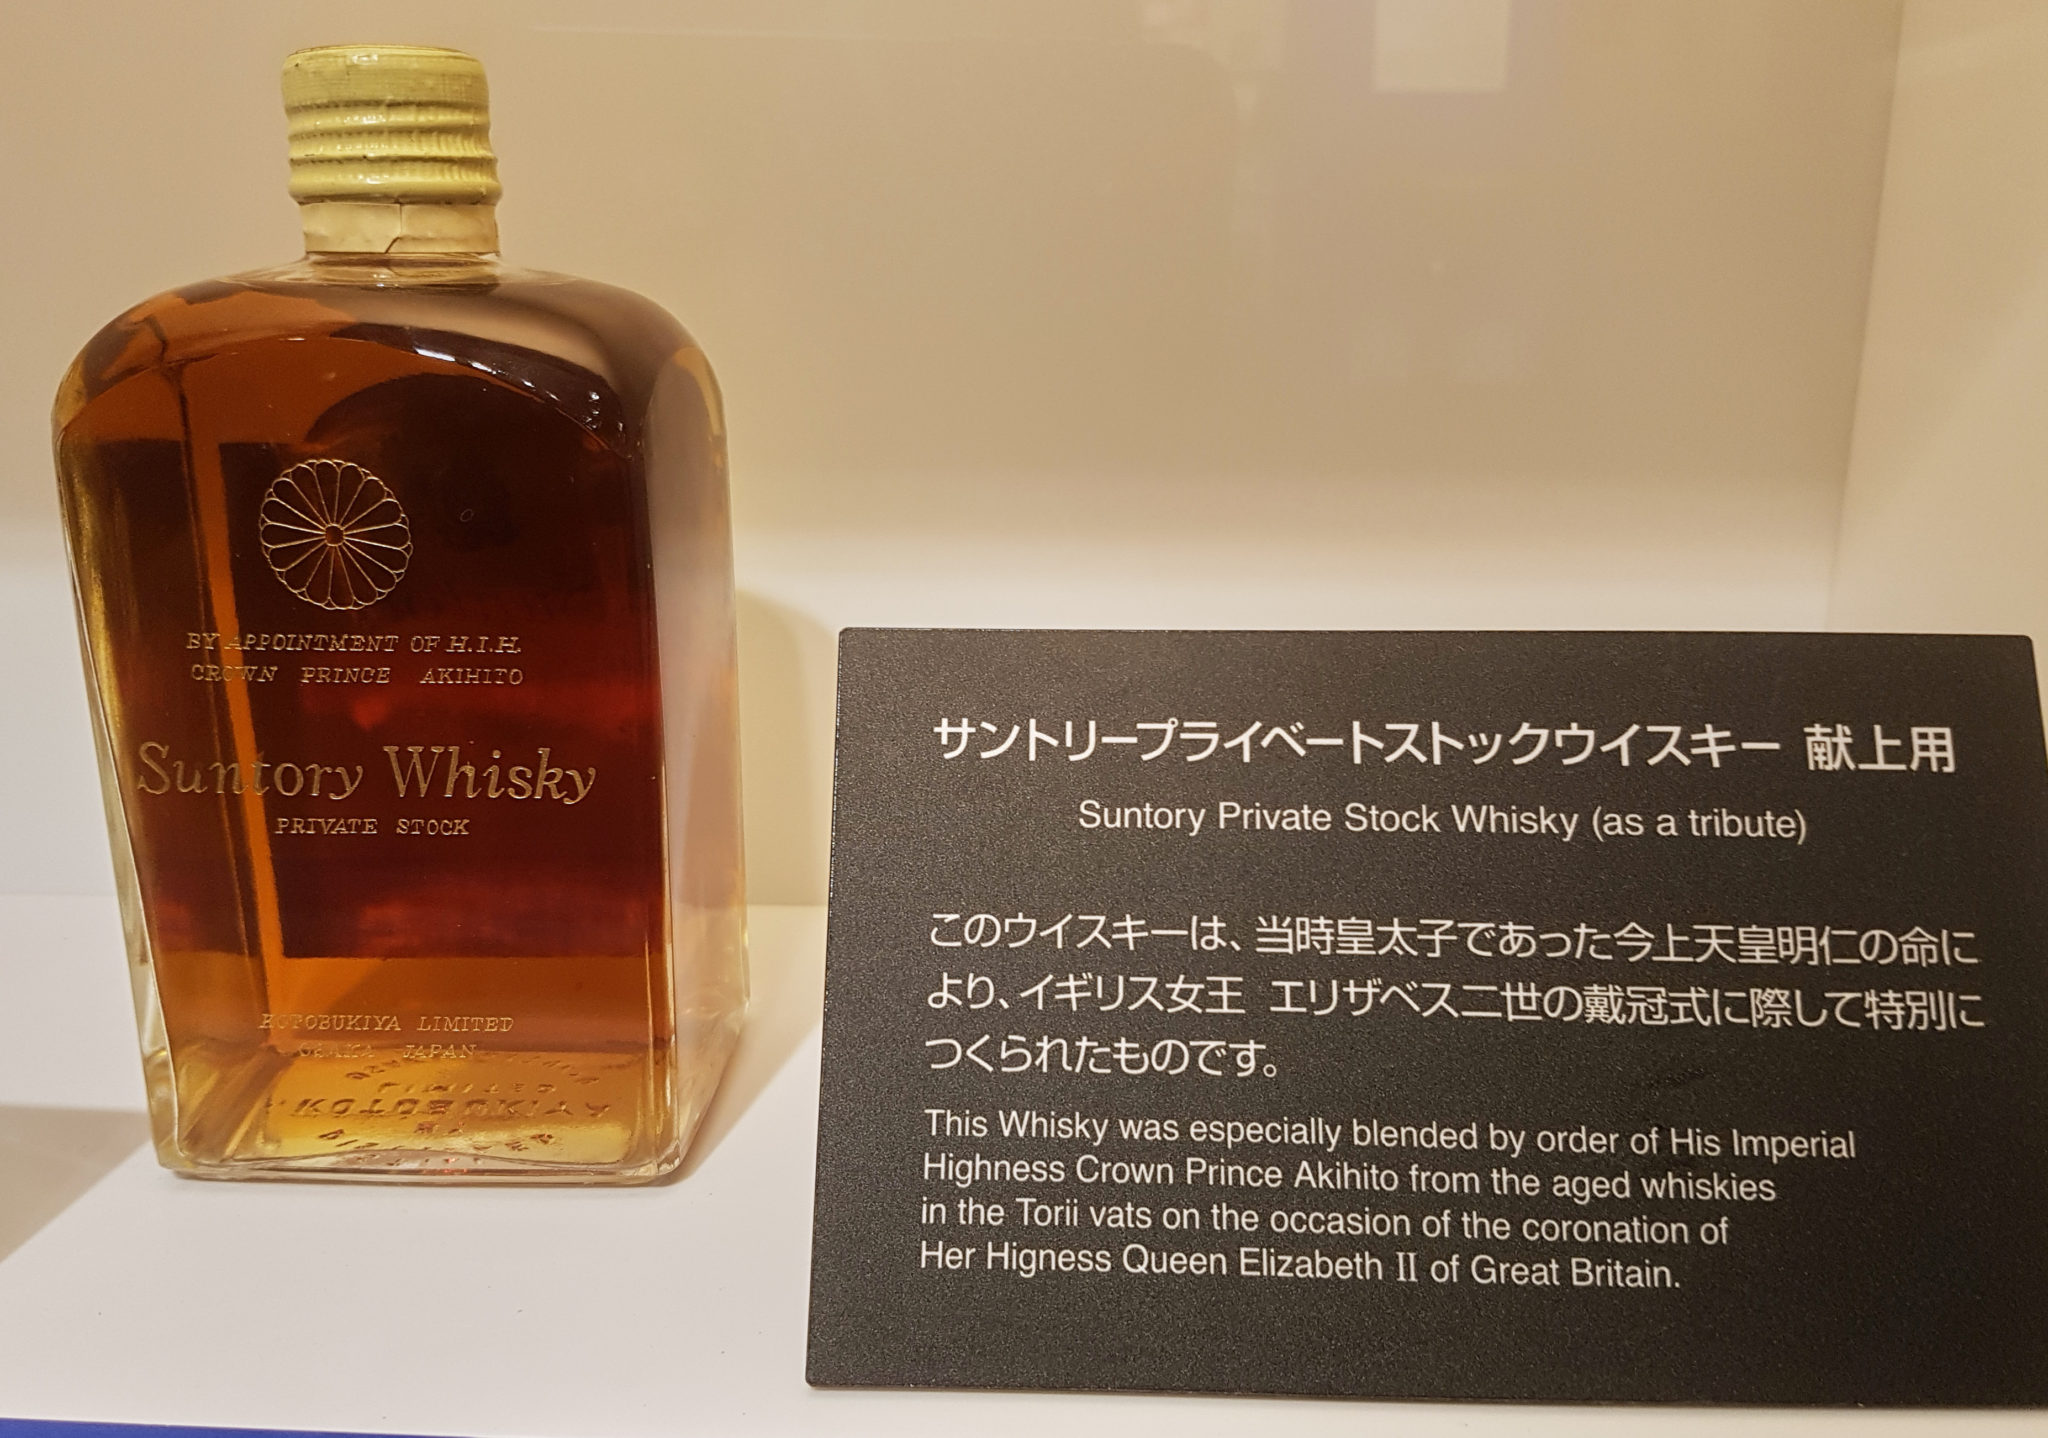 BY APPOINTMENT OF H.I.H.
CROWN PRINCE AKIHITO
Suntory Whisky
PRIVATE STOCK
KOTOBUKIYA LIMITED
OSAKA JAPAN
LIMITED
KOTOBUKIYA
サントリープライベートストックウイスキー 献上用
Suntory Private Stock Whisky (as a tribute)
このウイスキーは、当時皇太子であった今上天皇明仁の命に
より、イギリス女王 エリザベス二世の戴冠式に際して特別に
つくられたものです。
This Whisky was especially blended by order of His Imperial
Highness Crown Prince Akihito from the aged whiskies
in the Torii vats on the occasion of the coronation of
Her Higness Queen Elizabeth II of Great Britain.